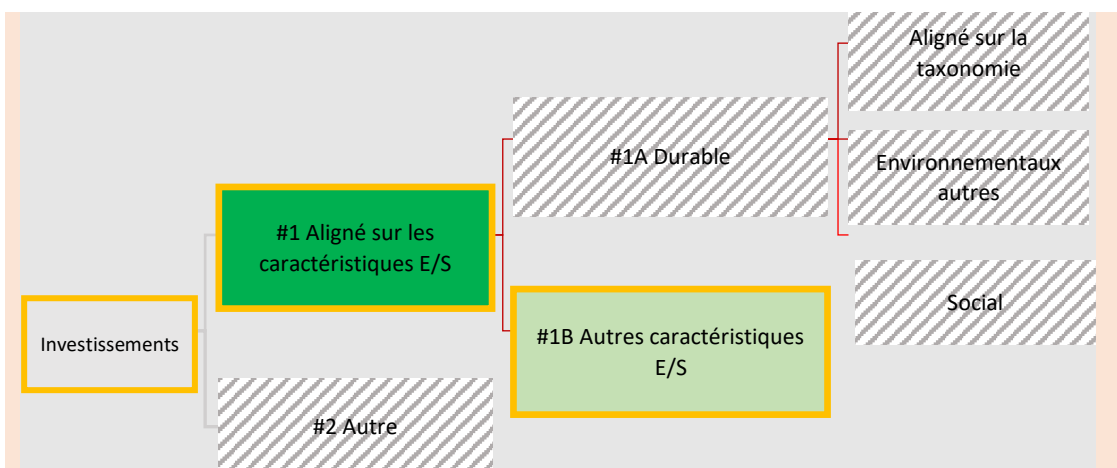 Aligné sur la
taxonomie
#1A Durable
Environnementaux
autres
#1 Aligné sur les
caractéristiques E/S
Social
#1B Autres caractéristiques
E/S
Investissements
#2 Autre